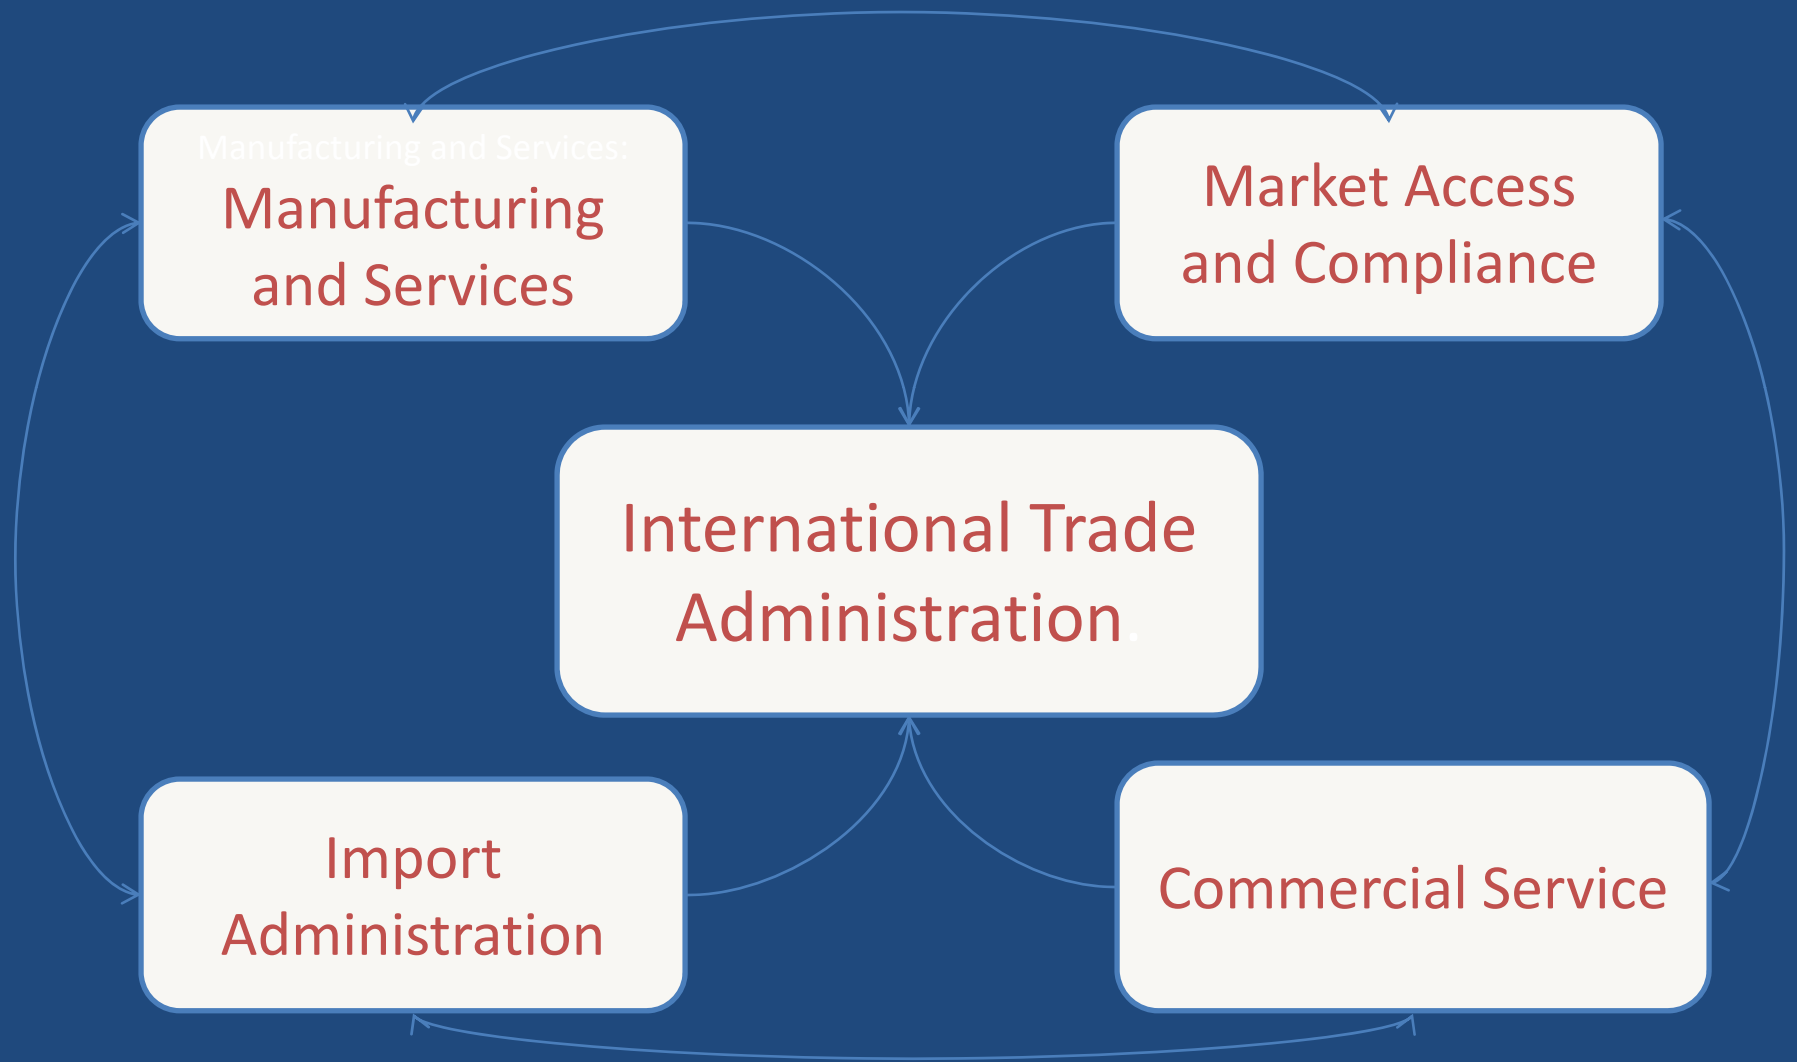 Manufacturing and Services:
Manufacturing
and Services
Market Access
and Compliance
International Trade
Administration.
Import
Administration
Commercial Service